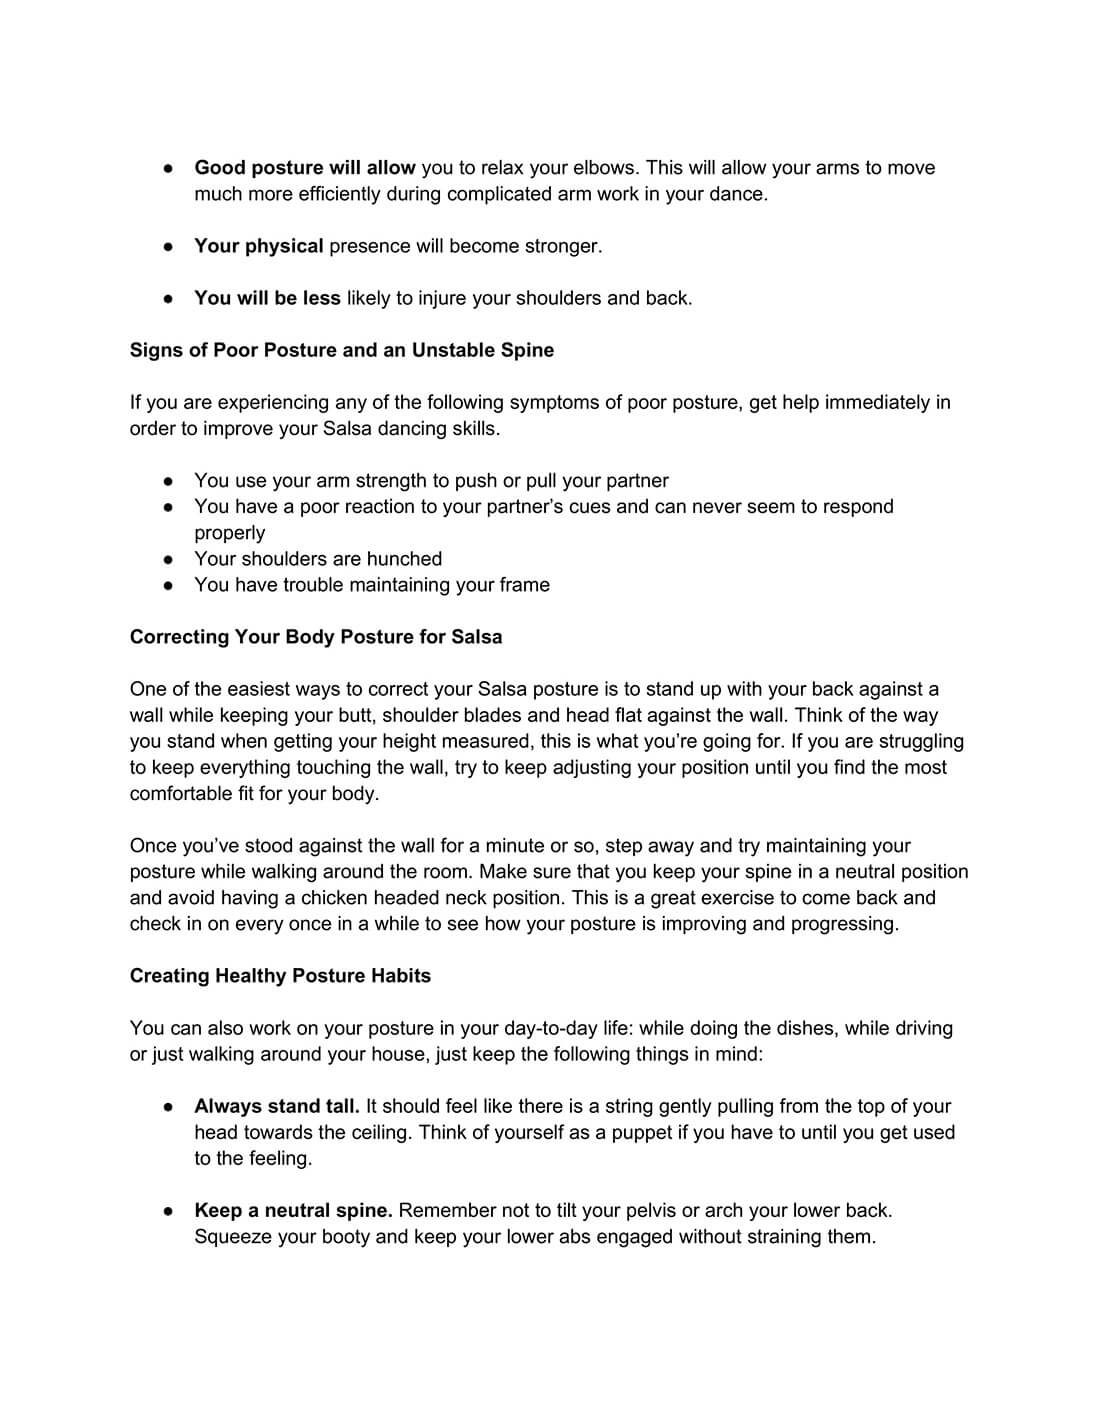 ● Good posture will allow you to relax your elbows. This will allow your arms to move
much more efficiently during complicated arm work in your dance.
● Your physical presence will become stronger.
● You will be less likely to injure your shoulders and back.
Signs of Poor Posture and an Unstable Spine
If you are experiencing any of the following symptoms of poor posture, get help immediately in
order to improve your Salsa dancing skills.
● You use your arm strength to push or pull your partner
● You have a poor reaction to your partner’s cues and can never seem to respond
properly
● Your shoulders are hunched
● You have trouble maintaining your frame
Correcting Your Body Posture for Salsa
One of the easiest ways to correct your Salsa posture is to stand up with your back against a
wall while keeping your butt, shoulder blades and head flat against the wall. Think of the way
you stand when getting your height measured, this is what you’re going for. If you are struggling
to keep everything touching the wall, try to keep adjusting your position until you find the most
comfortable fit for your body.
Once you’ve stood against the wall for a minute or so, step away and try maintaining your
posture while walking around the room. Make sure that you keep your spine in a neutral position
and avoid having a chicken headed neck position. This is a great exercise to come back and
check in on every once in a while to see how your posture is improving and progressing.
Creating Healthy Posture Habits
You can also work on your posture in your day-to-day life: while doing the dishes, while driving
or just walking around your house, just keep the following things in mind:
● Always stand tall. It should feel like there is a string gently pulling from the top of your
head towards the ceiling. Think of yourself as a puppet if you have to until you get used
to the feeling.
● Keep a neutral spine. Remember not to tilt your pelvis or arch your lower back.
Squeeze your booty and keep your lower abs engaged without straining them.